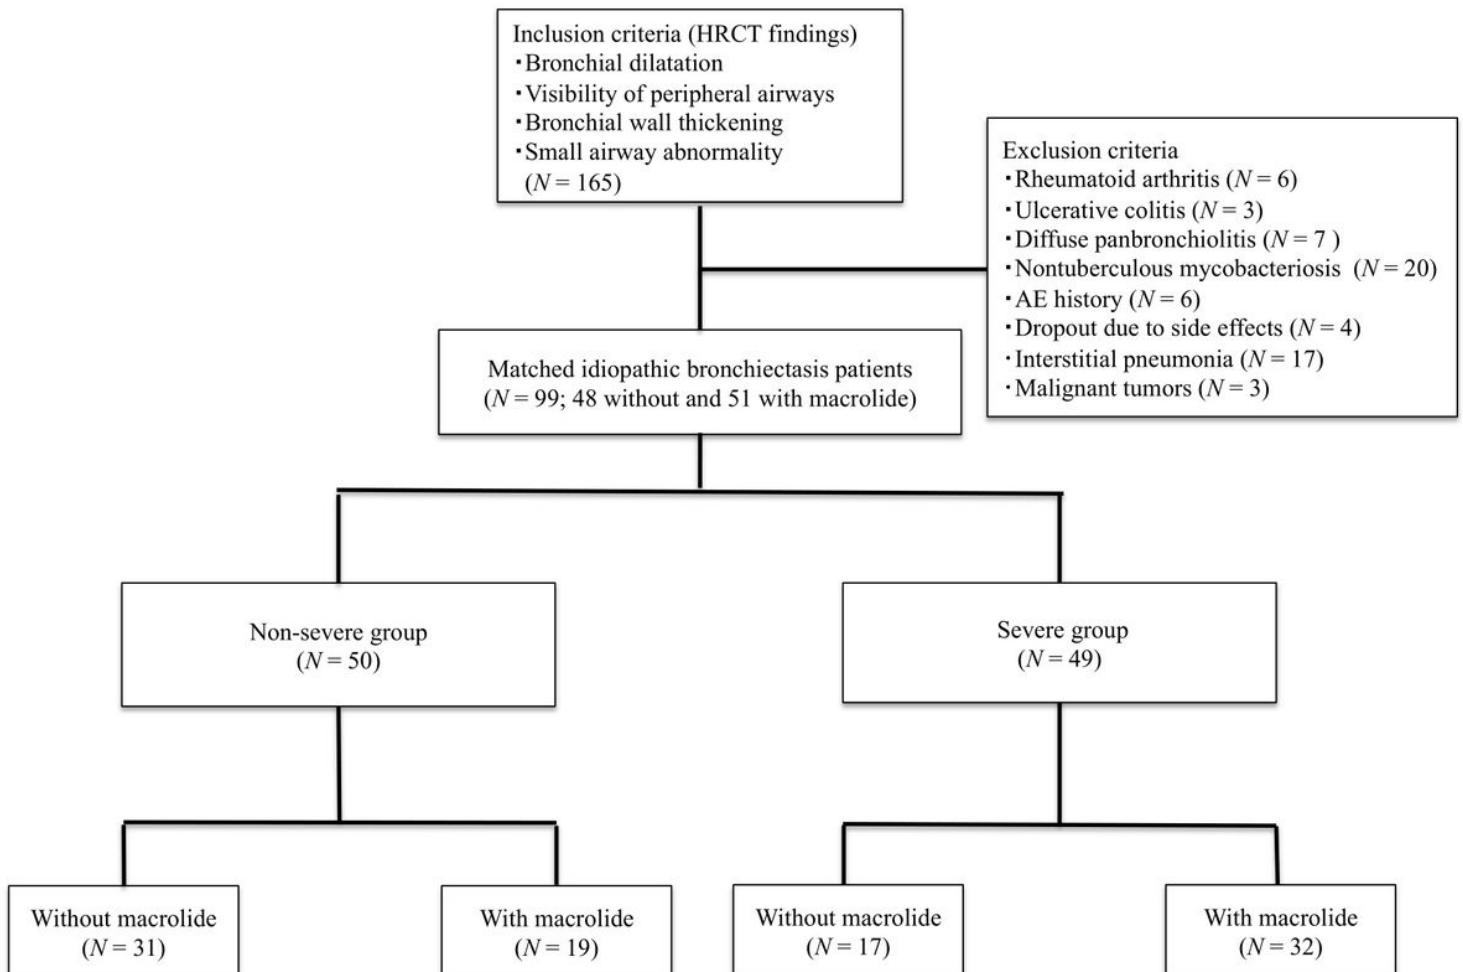 Inclusion criteria (HRCT findings)
・Bronchial dilatation
・Visibility of peripheral airways
・Bronchial wall thickening
・Small airway abnormality
(N = 165)
Exclusion criteria
・Rheumatoid arthritis (N = 6)
・Ulcerative colitis (N = 3)
・Diffuse panbronchiolitis (N = 7 )
・Nontuberculous mycobacteriosis (N = 20)
・AE history (N = 6)
・Dropout due to side effects (N = 4)
・Interstitial pneumonia (N = 17)
・Malignant tumors (N = 3)
Matched idiopathic bronchiectasis patients
(N = 99; 48 without and 51 with macrolide)
Non-severe group
(N = 50)
Severe group
(N = 49)
Without macrolide
(N = 31)
With macrolide
(N = 19)
Without macrolide
(N = 17)
With macrolide
(N = 32)